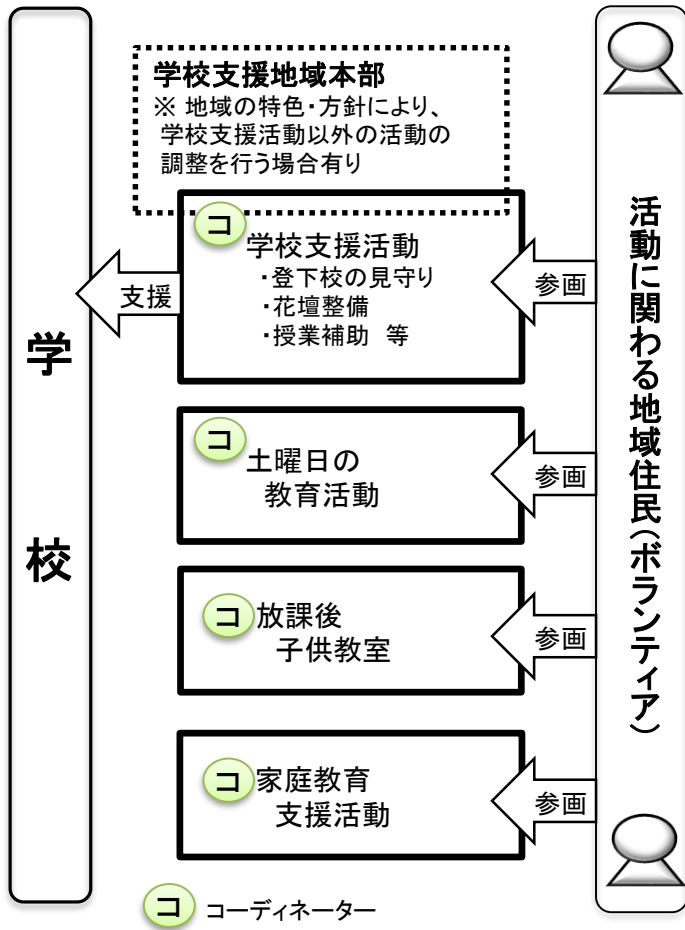 学校支援地域本部
※ 地域の特色・方針により、
学校支援活動以外の活動の
調整を行う場合有り
コ
学校支援活動
・登下校の見守り
・花壇整備
・授業補助 等
支援
参画
学校
コ
土曜日の
教育活動
参画
コ 放課後
子供教室
参画
コ 家庭教育
支援活動
参画
活動に関わる地域住民(ボランティア)
コ コーディネーター